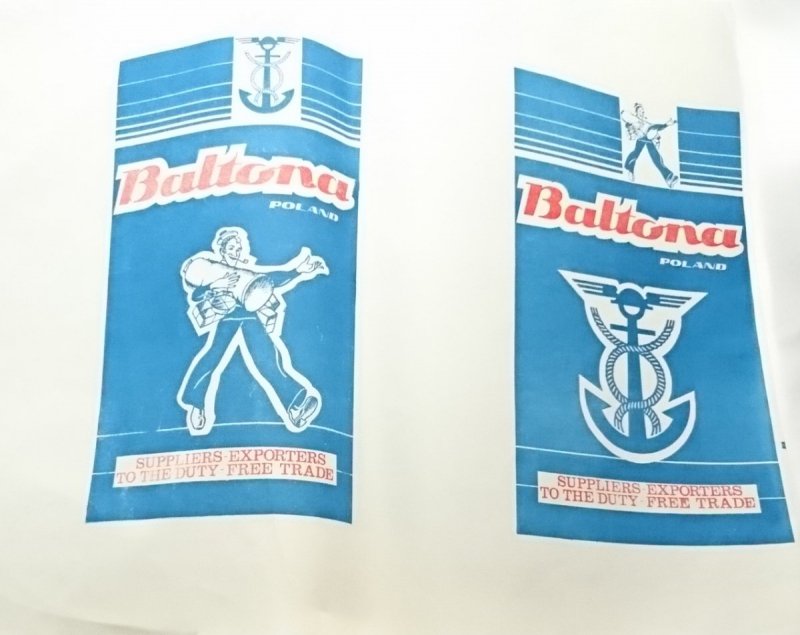 Baltona
POLAND
SUPPLIERS-EXPORTERS
TO THE DUTY-FREE TRADE
Baltona
POLAND
SUPPLIERS-EXPORTERS
TO THE DUTY-FREE TRADE